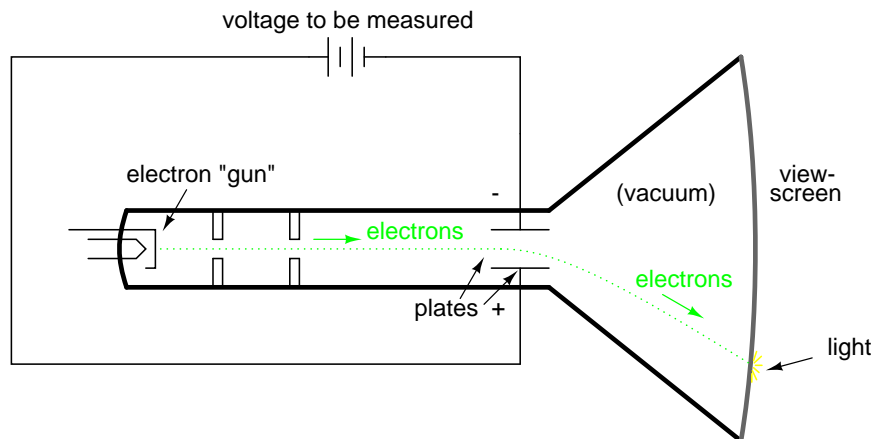 voltage to be measured
electron "gun"
-
(vacuum)
view-
screen
electrons
electrons
plates
+
light